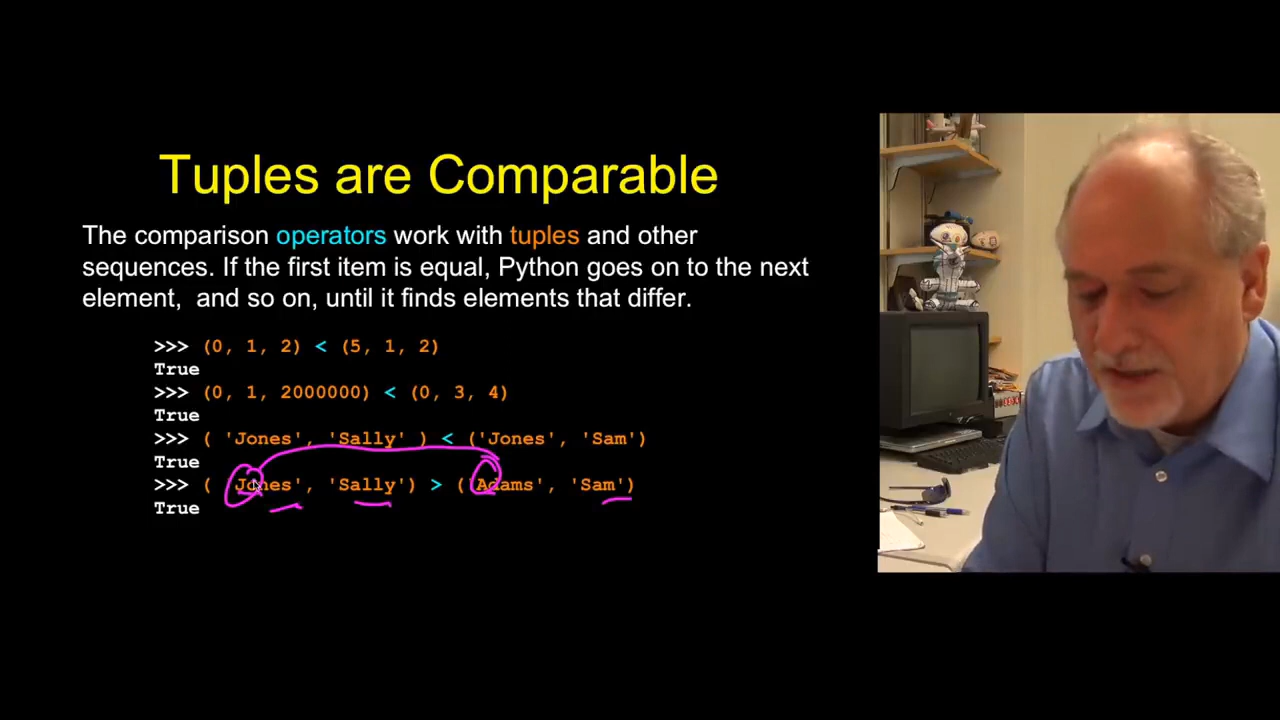 Tuples are Comparable
The comparison operators work with tuples and other
sequences. If the first item is equal, Python goes on to the next
element, and so on, until it finds elements that differ.
>>> (0, 1, 2) < (5, 1, 2)
True
>>> (0, 1, 2000000) < (0, 3, 4)
True
>>> ( 'Jones', 'Sally' ) < ('Jones', 'Sam')
True
>>> ( 'Jones', 'Sally') > ('Adams', 'Sam')
True